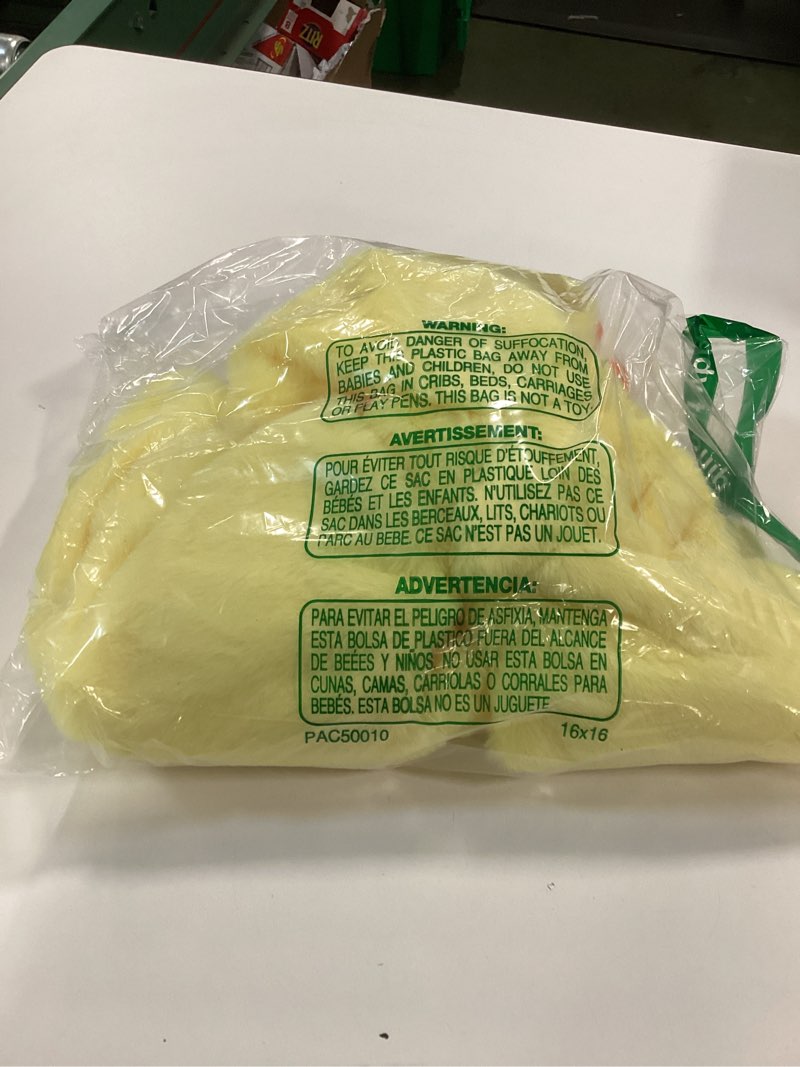 RITZ
WARNING:
TO AVOID DANGER OF SUFFOCATION,
KEEP THIS PLASTIC BAG AWAY FROM
BABIES AND CHILDREN, DO NOT USE
THIS BAG IN CRIBS, BEDS, CARRIAGES
OR PLAY PENS. THIS BAG IS NOT A TOY.
AVERTISSEMENT:
POUR ÉVITER TOUT RISQUE D'ÉTOUFFEMENT,
GARDEZ CE SAC EN PLASTIQUE LOIN DES
BÉBÉS ET LES ENFANTS. N'UTILISEZ PAS CE
SAC DANS LES BERCEAUX, LITS, CHARIOTS OU
PARC AU BEBE. CE SAC N'EST PAS UN JOUET.
ADVERTENCIA:
PARA EVITAR EL PELIGRO DE ASFIXIA, MANTENGA
ESTA BOLSA DE PLASTICO FUERA DEL ALCANCE
DE BEÉES Y NIÑOS. NO USAR ESTA BOLSA EN
CUNAS, CAMAS, CARRIOLAS O CORRALES PARA
BEBÉS. ESTA BOLSA NO ES UN JUGUETE
PAC50010
16x16